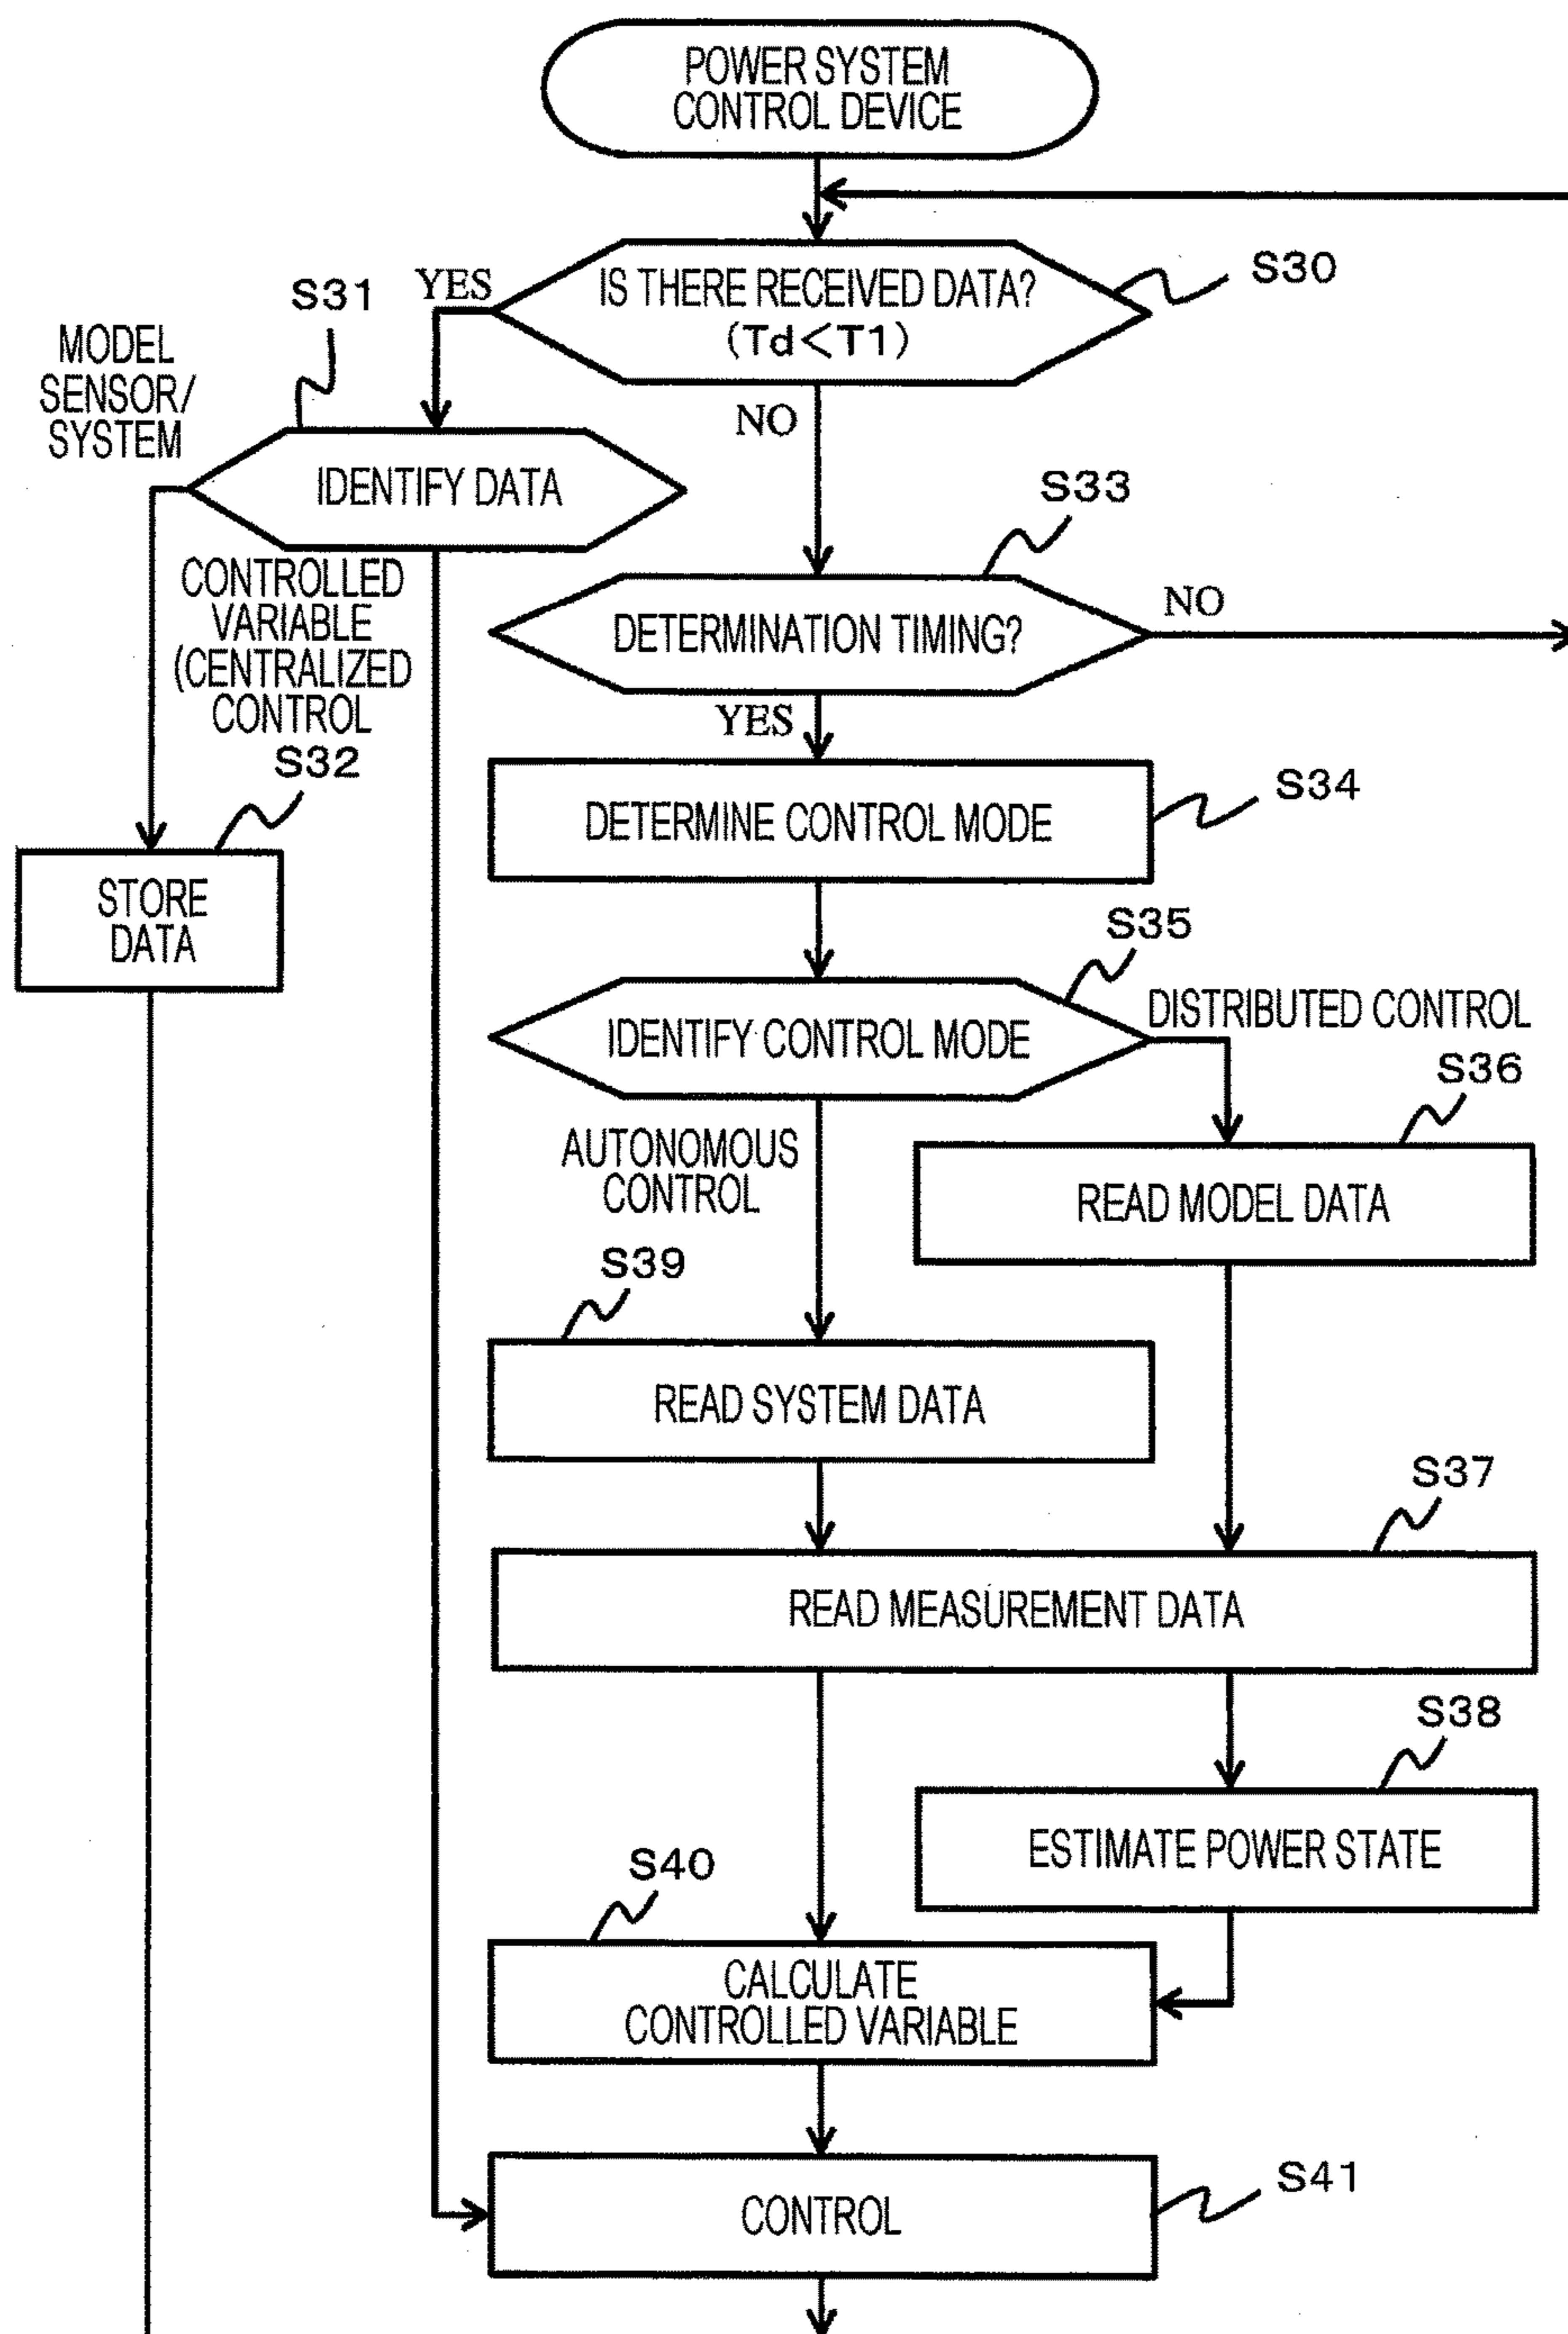 POWER SYSTEM
CONTROL DEVICE
IS THERE RECEIVED DATA?
(Td<T1)
S30
YES
S31
MODEL
SENSOR/
SYSTEM
NO
IDENTIFY DATA
S33
CONTROLLED
VARIABLE
(CENTRALIZED
CONTROL
DETERMINATION TIMING?
NO
YES
S32
STORE
DATA
DETERMINE CONTROL MODE
S34
S35
IDENTIFY CONTROL MODE
DISTRIBUTED CONTROL
S36
AUTONOMOUS
CONTROL
READ MODEL DATA
S39
READ SYSTEM DATA
S37
READ MEASUREMENT DATA
S38
ESTIMATE POWER STATE
S40
CALCULATE
CONTROLLED VARIABLE
CONTROL
S41